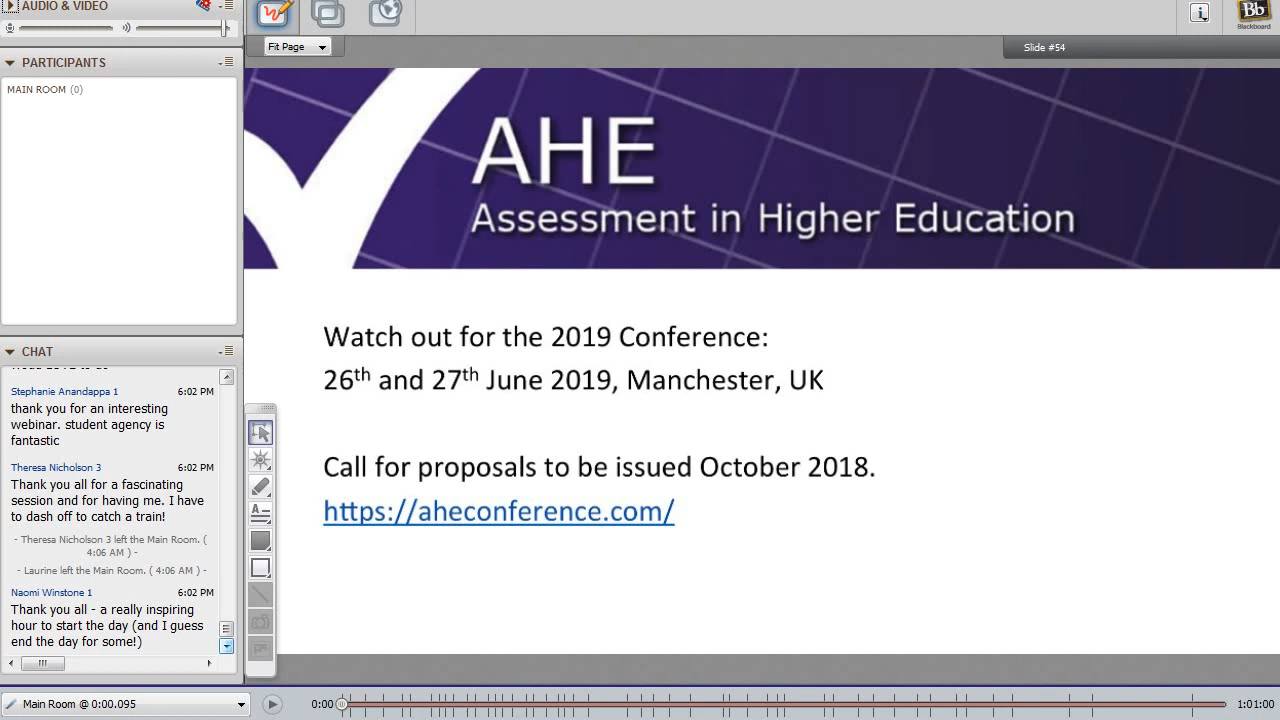 AUDIO & VIDEO
PARTICIPANTS
MAIN ROOM (0)
CHAT
Stephanie Anandappa 1 6:02 PM
thank you for an interesting
webinar. student agency is
fantastic
Theresa Nicholson 3 6:02 PM
Thank you all for a fascinating
session and for having me. I have
to dash off to catch a train!
- Theresa Nicholson 3 left the Main Room. (
4:06 AM ) -
- Laurine left the Main Room. ( 4:06 AM ) -
Naomi Winstone 1 6:02 PM
Thank you all - a really inspiring
hour to start the day (and I guess
end the day for some!)
Fit Page
Slide #54
Bb
Blackboard
AHE
Assessment in Higher Education
Watch out for the 2019 Conference:
26th and 27th June 2019, Manchester, UK
Call for proposals to be issued October 2018.
https://aheconference.com/
Main Room @ 0:00.095
0:00
1:01:00